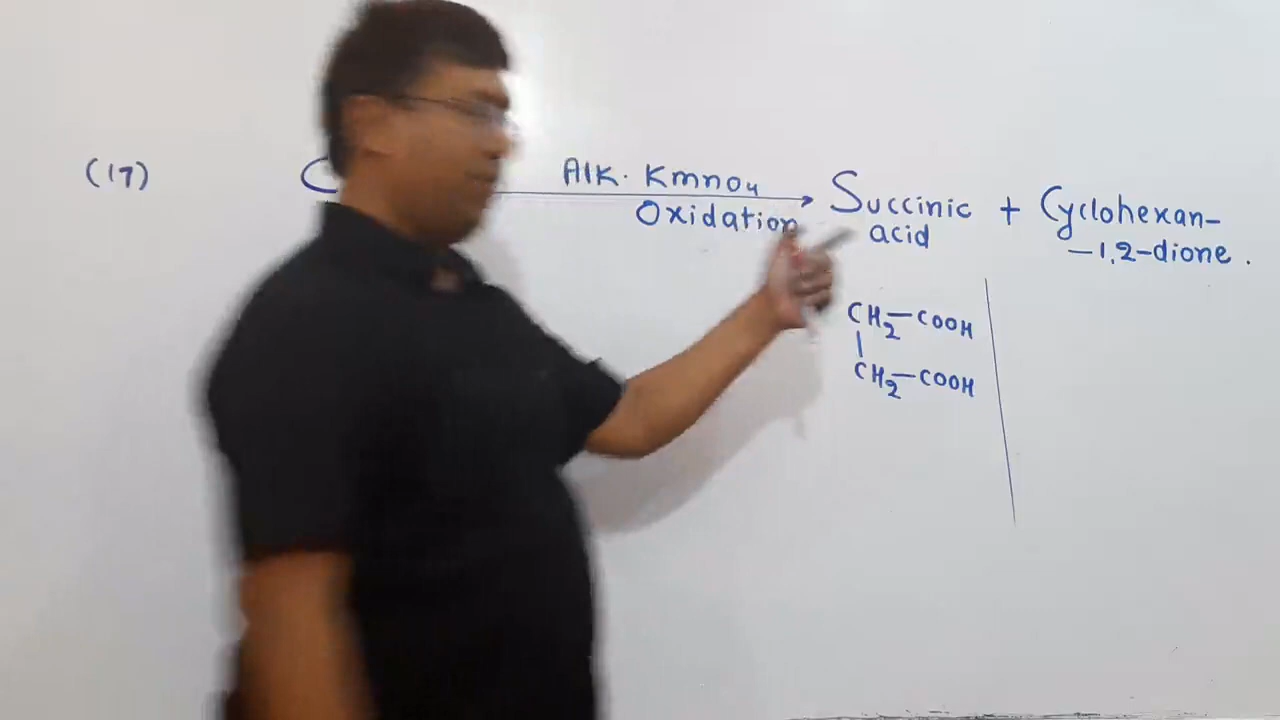 (17) C Alk. Kmno4 Succinic + Cyclohexan-
Oxidation acid -1,2-dione.
CH2-COOH
|
CH2-COOH